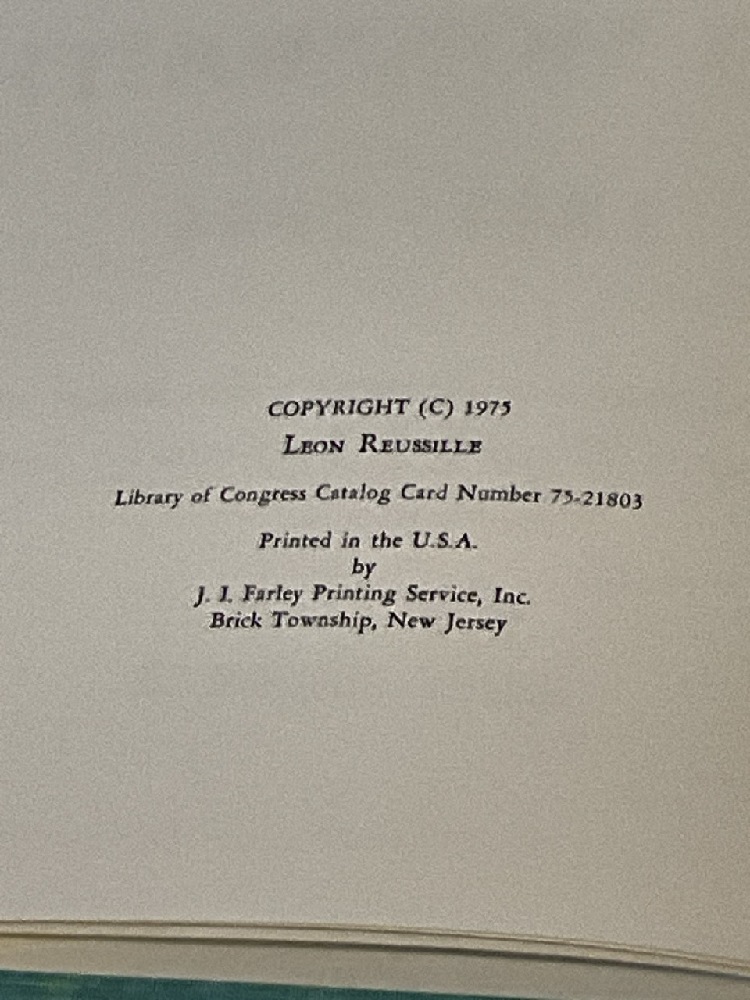 COPYRIGHT (C) 1975
LEON REUSSILLE
Library of Congress Catalog Card Number 75-21803
Printed in the U.S.A.
by
J. I. Farley Printing Service, Inc.
Brick Township, New Jersey